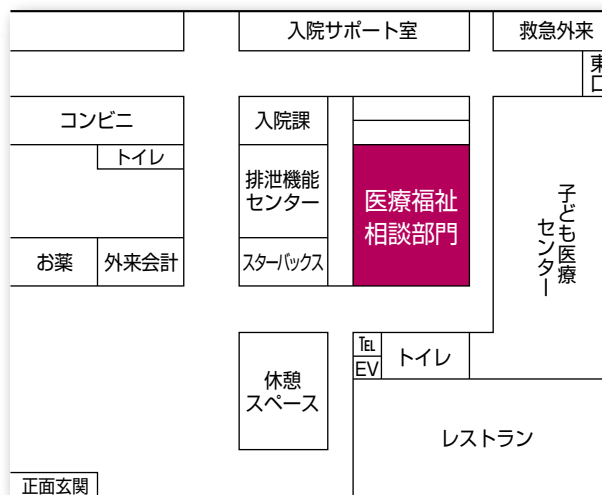 入院サポート室
救急外来
東口
コンビニ
入院課
トイレ
排泄機能
センター
医療福祉
相談部門
子ども医療
センター
お薬
外来会計
スターバックス
TEL
EV
トイレ
休憩
スペース
レストラン
正面玄関